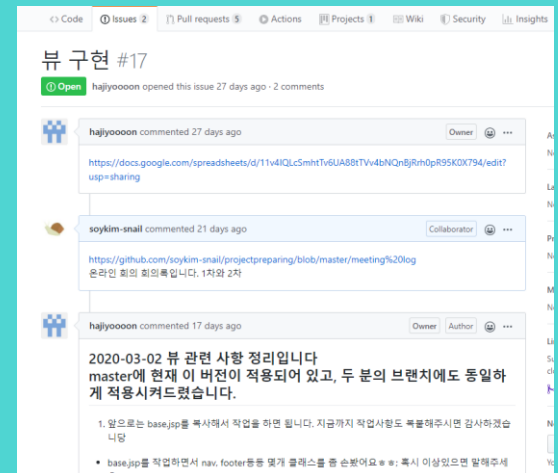 Code Issues 2 Pull requests 5 Actions Projects 1 Wiki Security Insights
뷰 구현 #17
Open hajiyoooon opened this issue 27 days ago · 2 comments
hajiyoooon commented 27 days ago Owner
https://docs.google.com/spreadsheets/d/11v4IQLcSmhtTv6UA88tTVv4bNQnBjRrh0pR95K0X794/edit?
usp=sharing
soykim-snail commented 21 days ago Collaborator
https://github.com/soykim-snail/projectpreparing/blob/master/meeting%20log
온라인 회의 회의록입니다. 1차와 2차
hajiyoooon commented 17 days ago Owner Author
2020-03-02 뷰 관련 사항 정리입니다
master에 현재 이 버전이 적용되어 있고, 두 분의 브랜치에도 동일하
게 적용시켜드렸습니다.
1. 앞으로는 base.jsp를 복사해서 작업을 하면 됩니다. 지금까지 작업사항도 복붙해주시면 감사하겠습
니당
• base.jsp를 작업하면서 nav, footer등등 몇개 클래스를 좀 손봤어요ㅎㅎ; 혹시 이상있으면 말해주세